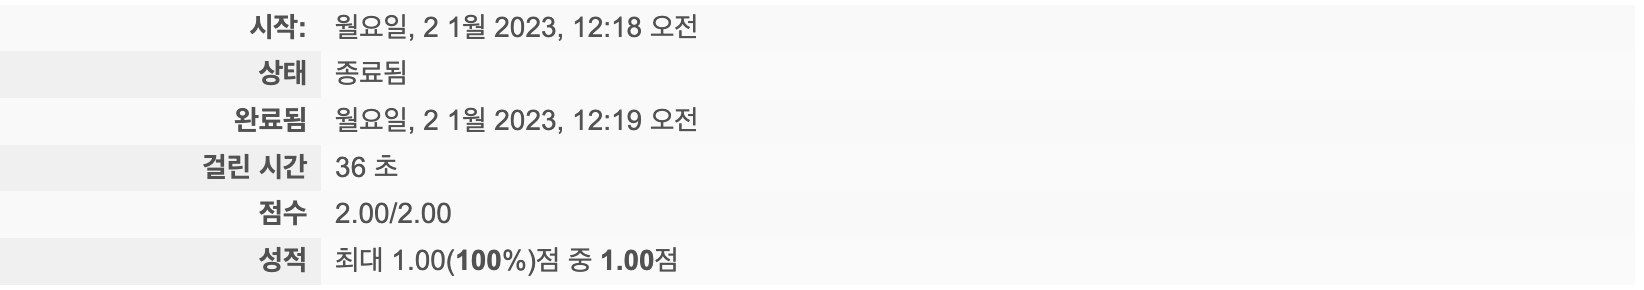 시작: 월요일, 2 1월 2023, 12:18 오전
상태 종료됨
완료됨 월요일, 2 1월 2023, 12:19 오전
걸린 시간 36 초
점수 2.00/2.00
성적 최대 1.00(100%)점 중 1.00점